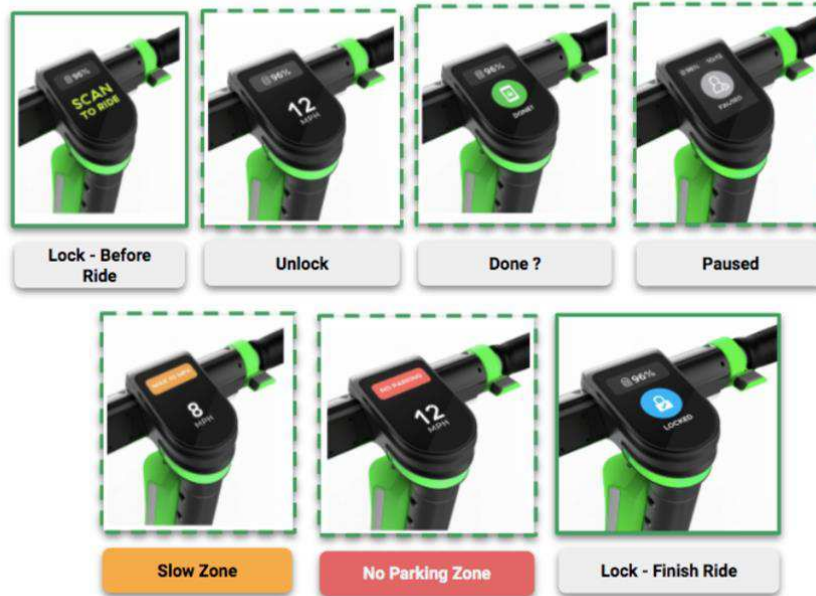 96%
SCAN
TO RIDE
96%
12
MPH
96%
DONE?
96%
PAUSED
Lock - Before
Ride
Unlock
Done ?
Paused
8
MPH
NO PARKING
12
MPH
96%
LOCKED
Slow Zone
No Parking Zone
Lock - Finish Ride